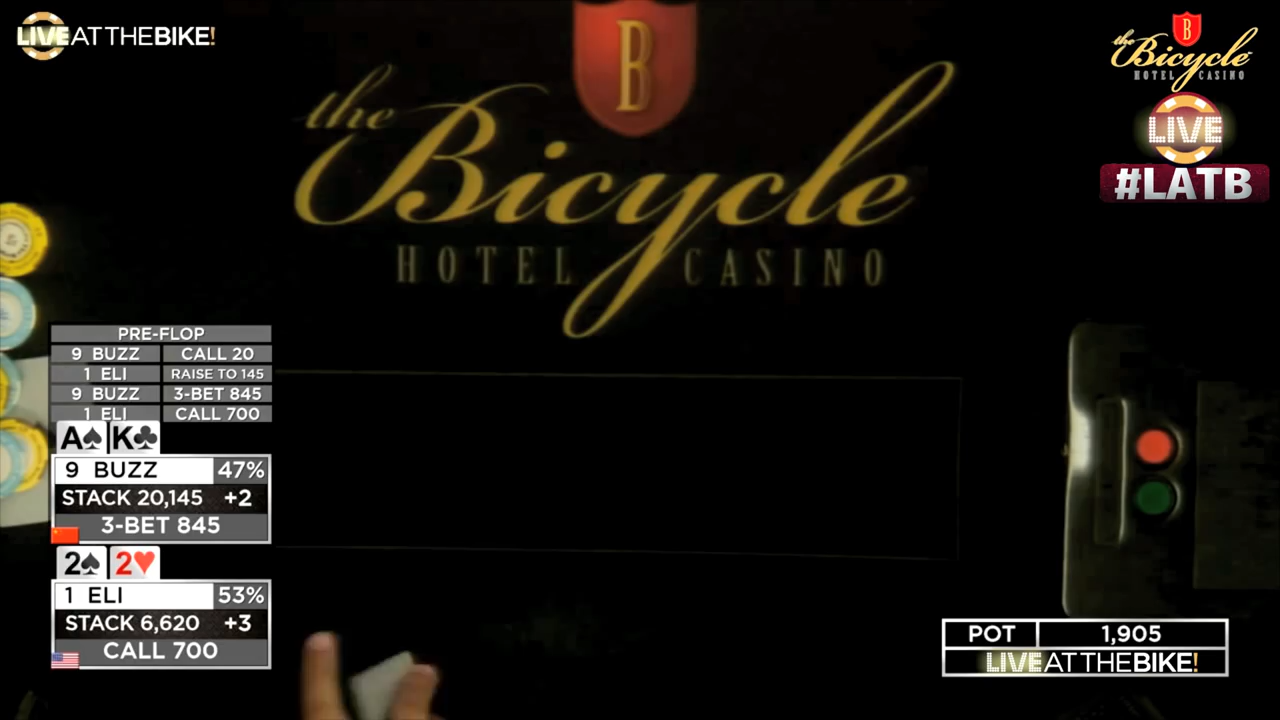 LIVEATTHEBIKE!
B
the Bicycle
HOTEL CASINO
LIVE
#LATB
B
the Bicycle
HOTEL CASINO
PRE-FLOP
9 BUZZ CALL 20
1 ELI RAISE TO 145
9 BUZZ 3-BET 845
1 ELI CALL 700
A♠ K♣
9 BUZZ 47%
STACK 20,145 +2
3-BET 845
2♠ 2♥
1 ELI 53%
STACK 6,620 +3
CALL 700
POT 1,905
LIVEATTHEBIKE!